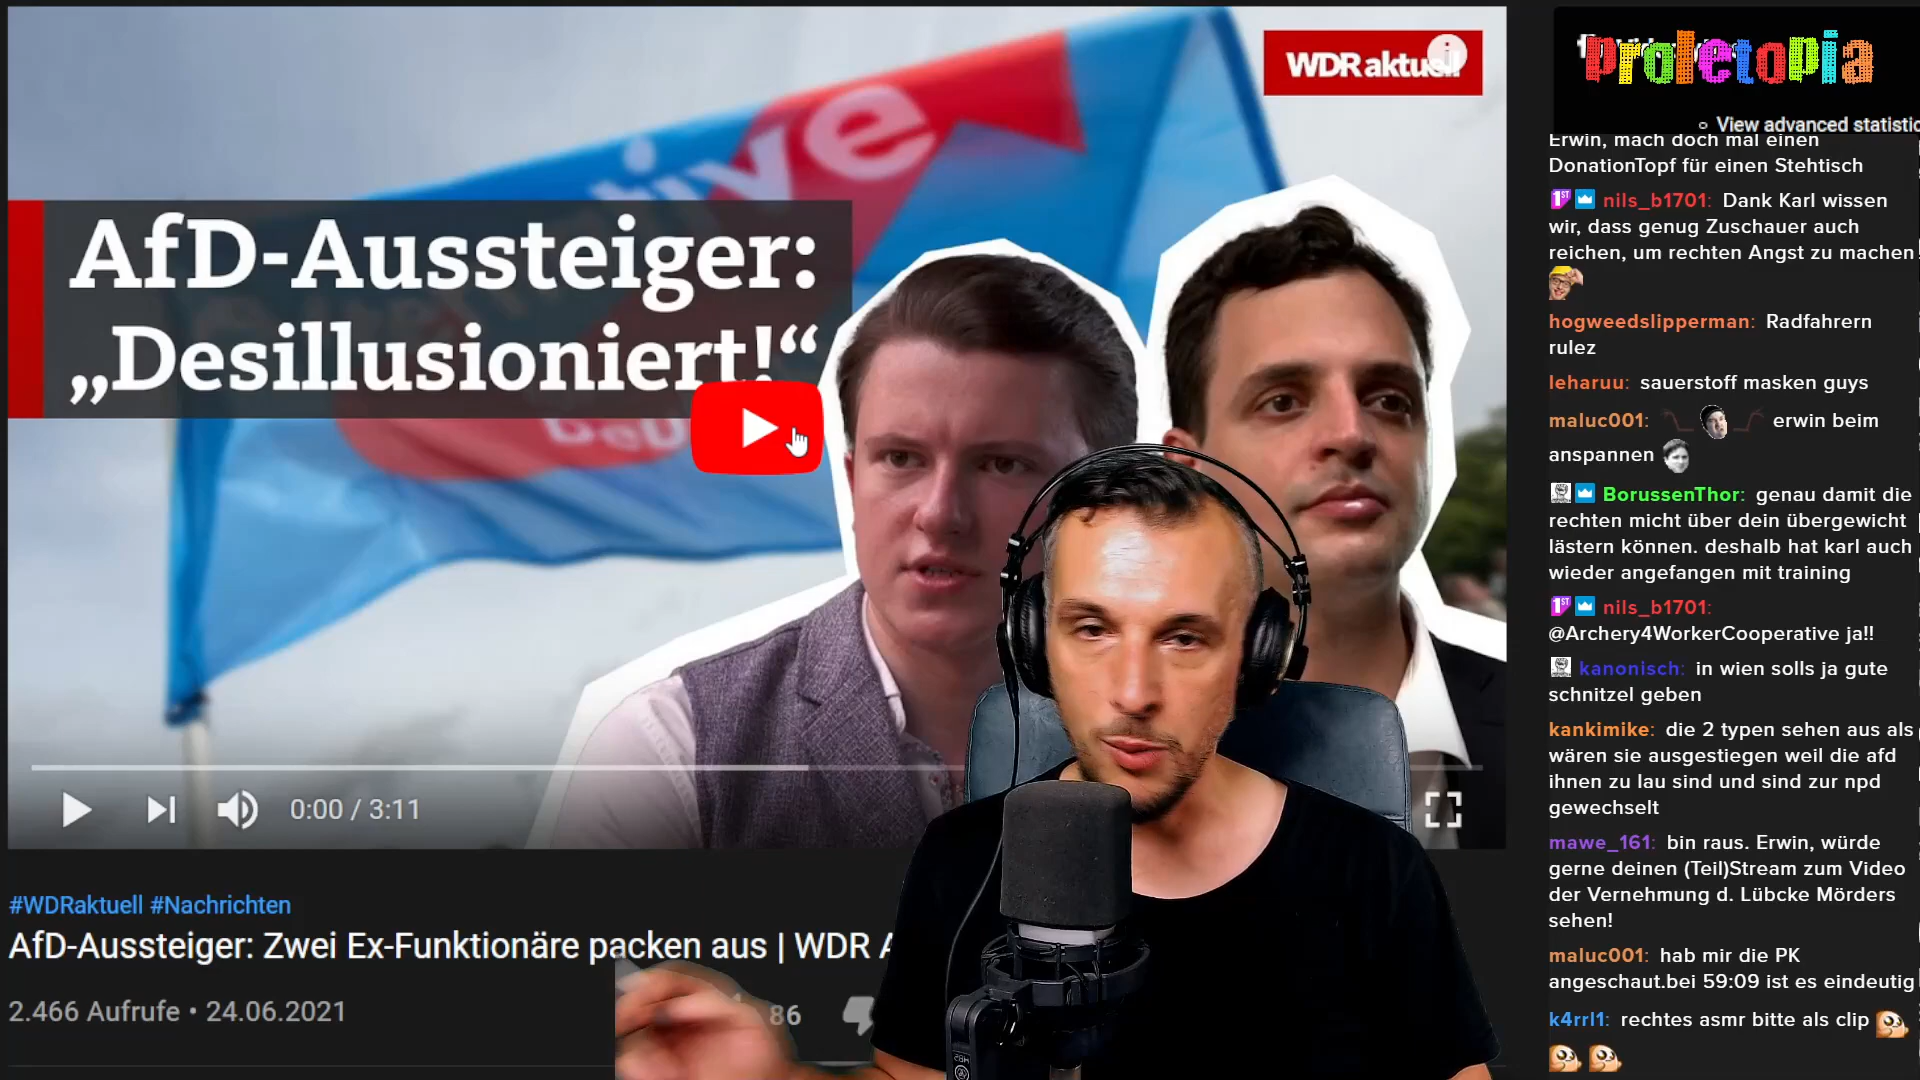 WDR aktuell
AfD-Aussteiger:
„Desillusioniert!“
0:00 / 3:11
#WDRaktuell #Nachrichten
AfD-Aussteiger: Zwei Ex-Funktionäre packen aus | WDR A
2.466 Aufrufe • 24.06.2021
86
Proletopia
View advanced statistic
Erwin, mach doch mal einen
DonationTopf für einen Stehtisch
1ST nils_b1701: Dank Karl wissen
wir, dass genug Zuschauer auch
reichen, um rechten Angst zu machen!
hogweedslipperman: Radfahrern
rulez
leharuu: sauerstoff masken guys
maluc001: erwin beim
anspannen
BorussenThor: genau damit die
rechten micht über dein übergewicht
lästern können. deshalb hat karl auch
wieder angefangen mit training
1ST nils_b1701:
@Archery4WorkerCooperative ja!!
kanonisch: in wien solls ja gute
schnitzel geben
kankimike: die 2 typen sehen aus als
wären sie ausgestiegen weil die afd
ihnen zu lau sind und sind zur npd
gewechselt
mawe_161: bin raus. Erwin, würde
gerne deinen (Teil)Stream zum Video
der Vernehmung d. Lübcke Mörders
sehen!
maluc001: hab mir die PK
angeschaut.bei 59:09 ist es eindeutig
k4rrl1: rechtes asmr bitte als clip